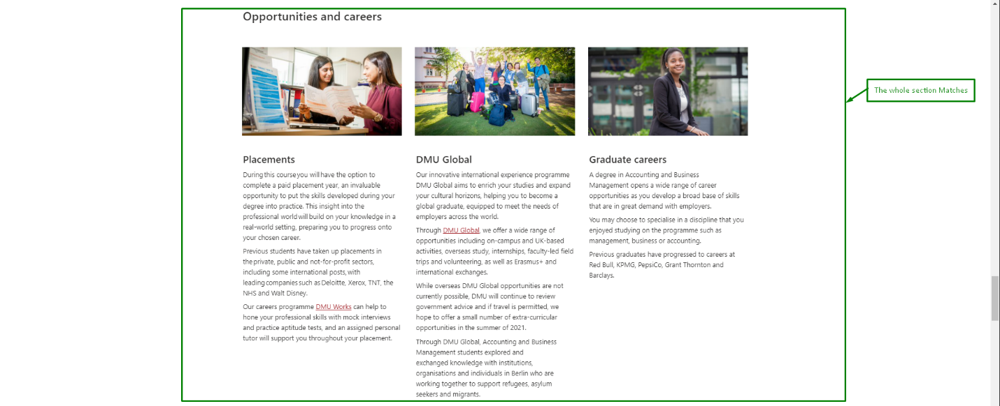 Opportunities and careers
The whole section Matches
Placements
During this course you will have the option to
complete a paid placement year, an invaluable
opportunity to put the skills developed during your
degree into practice. This insight into the
professional world will build on your knowledge in a
real-world setting, preparing you to progress onto
your chosen career.
Previous students have taken up placements in
the private, public and not-for-profit sectors,
including some international posts, with
leading companies such as Deloitte, Xerox, TNT, the
NHS and Walt Disney.
Our careers programme DMU Works can help to
hone your professional skills with mock interviews
and practice aptitude tests, and an assigned personal
tutor will support you throughout your placement.
DMU Global
Our innovative international experience programme
DMU Global aims to enrich your studies and expand
your cultural horizons, helping you to become a
global graduate, equipped to meet the needs of
employers across the world.
Through DMU Global, we offer a wide range of
opportunities including on-campus and UK-based
activities, overseas study, internships, faculty-led field
trips and volunteering, as well as Erasmus+ and
international exchanges.
While overseas DMU Global opportunities are not
currently possible, DMU will continue to review
government advice and if travel is permitted, we
hope to offer a small number of extra-curricular
opportunities in the summer of 2021.
Through DMU Global, Accounting and Business
Management students explored and
exchanged knowledge with institutions,
organisations and individuals in Berlin who are
working together to support refugees, asylum
seekers and migrants.
Graduate careers
A degree in Accounting and Business
Management opens a wide range of career
opportunities as you develop a broad base of skills
that are in great demand with employers.
You may choose to specialise in a discipline that you
enjoyed studying on the programme such as
management, business or accounting.
Previous graduates have progressed to careers at
Red Bull, KPMG, PepsiCo, Grant Thornton and
Barclays.